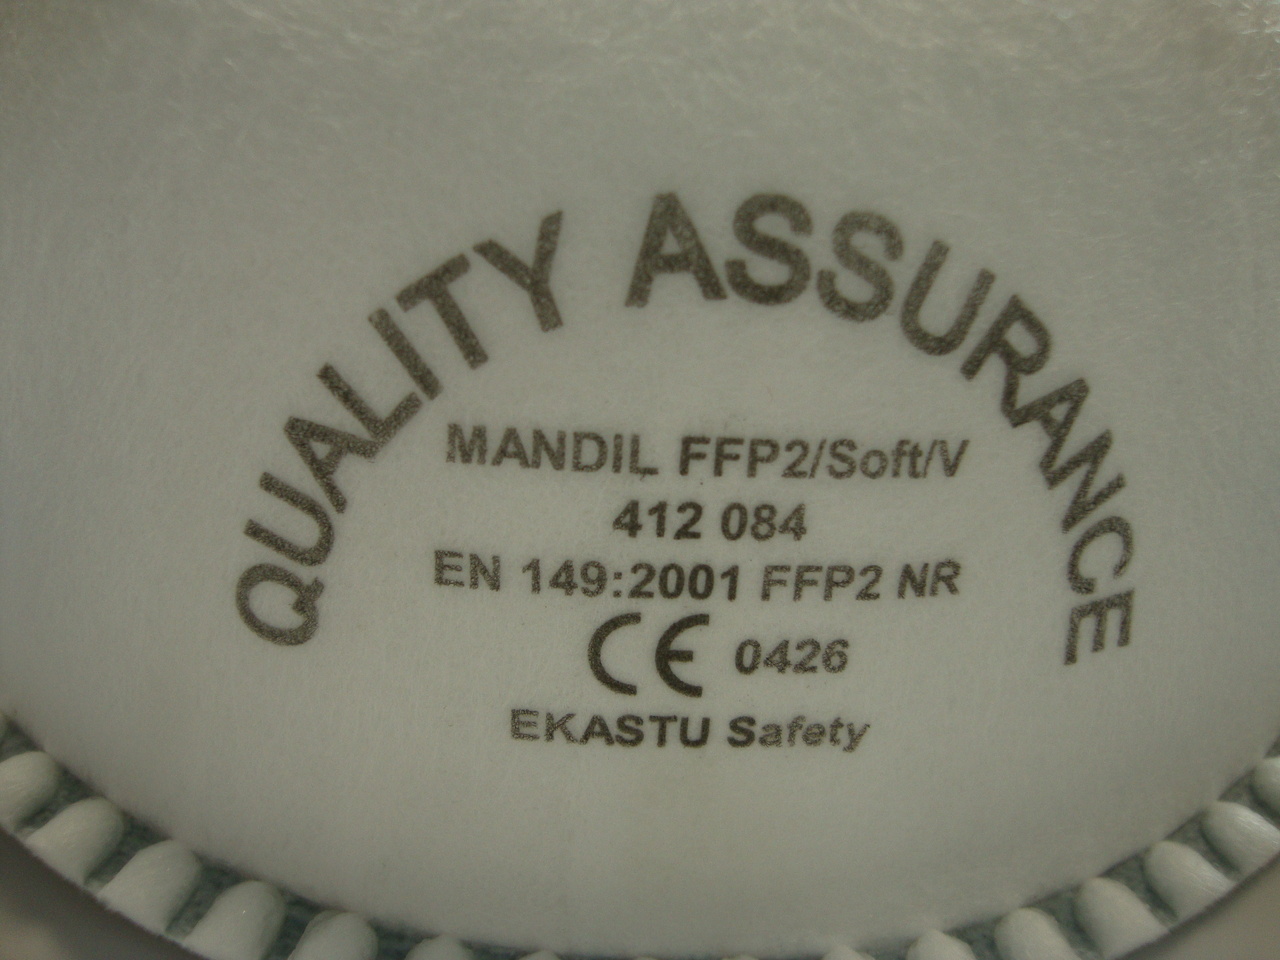 QUALITY ASSURANCE
MANDIL FFP2/Soft/V
412 084
EN 149:2001 FFP2 NR
CE 0426
EKASTU Safety